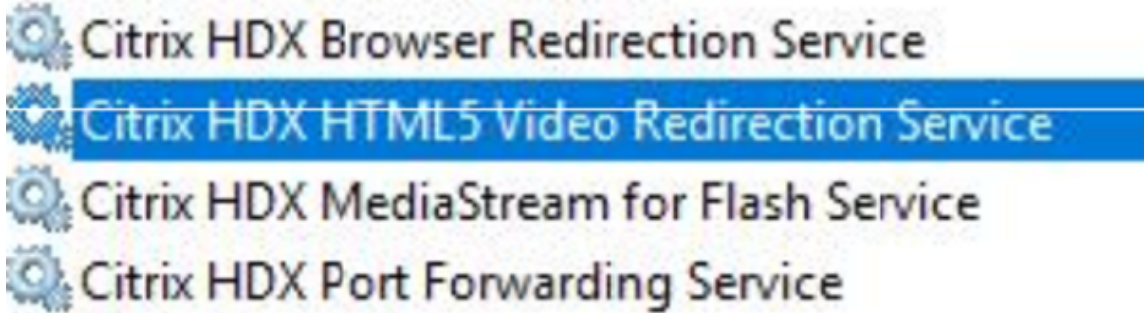 Citrix HDX Browser Redirection Service
Citrix HDX HTML5 Video Redirection Service
Citrix HDX MediaStream for Flash Service
Citrix HDX Port Forwarding Service